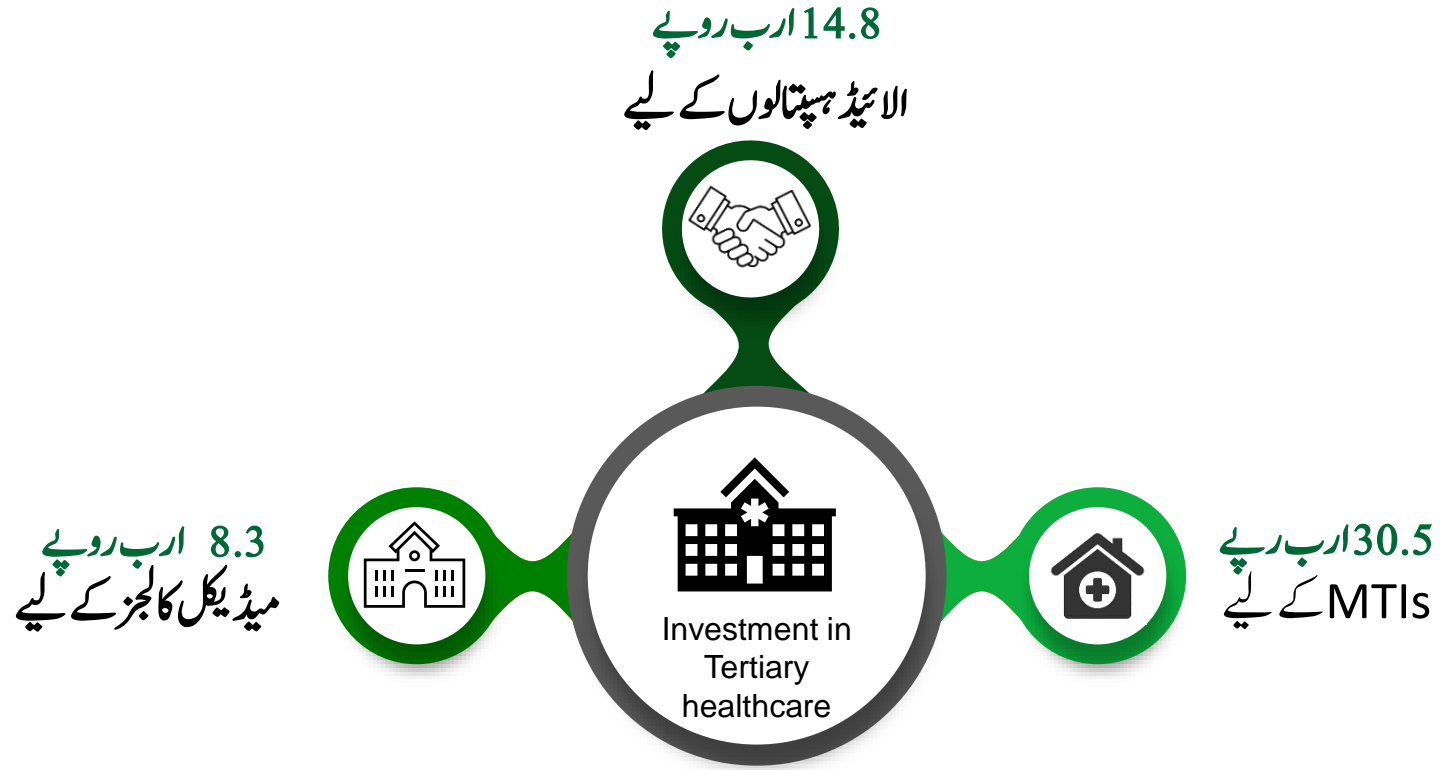 14.8 ارب روپے
الائیڈ ہسپتالوں کے لیے
8.3 ارب روپے
میڈیکل کالجز کے لیے
Investment in
Tertiary
healthcare
30.5 ارب رپے
MTIs کے لیے